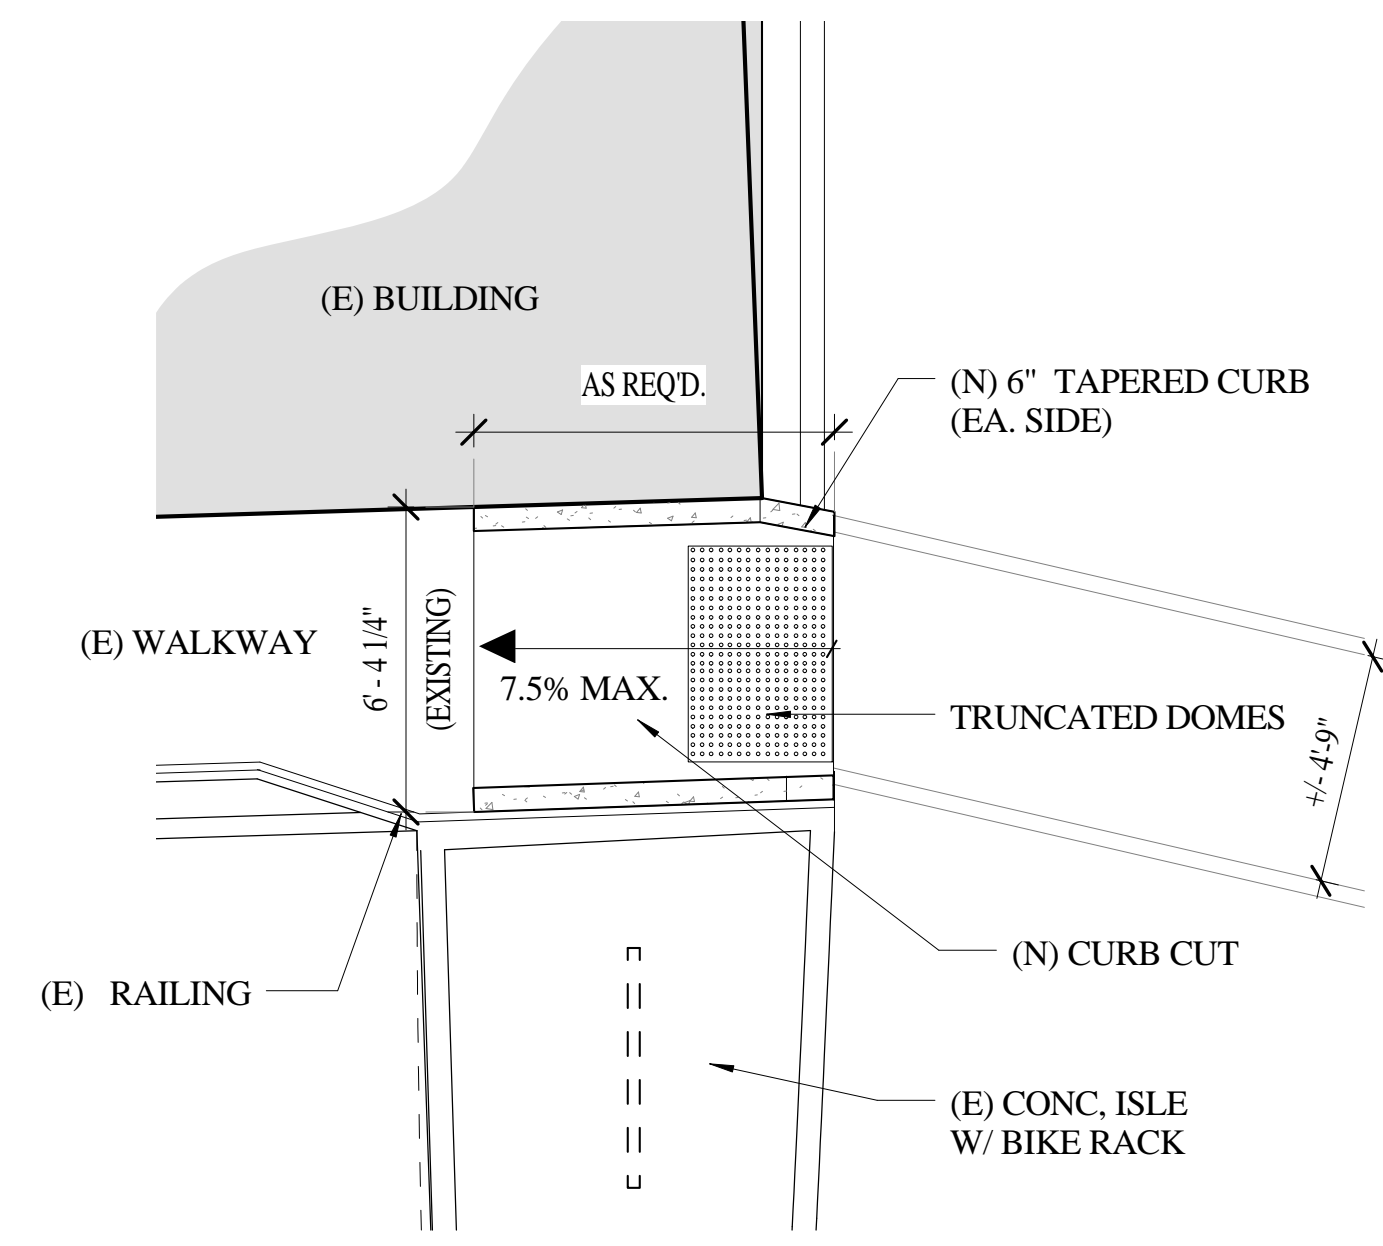 (E) BUILDING
AS REQ'D.
(N) 6" TAPERED CURB
(EA. SIDE)
(E) WALKWAY
6' - 4 1/4"
(EXISTING)
7.5% MAX.
TRUNCATED DOMES
+/- 4'-9"
(N) CURB CUT
(E) RAILING
(E) CONC, ISLE
W/ BIKE RACK